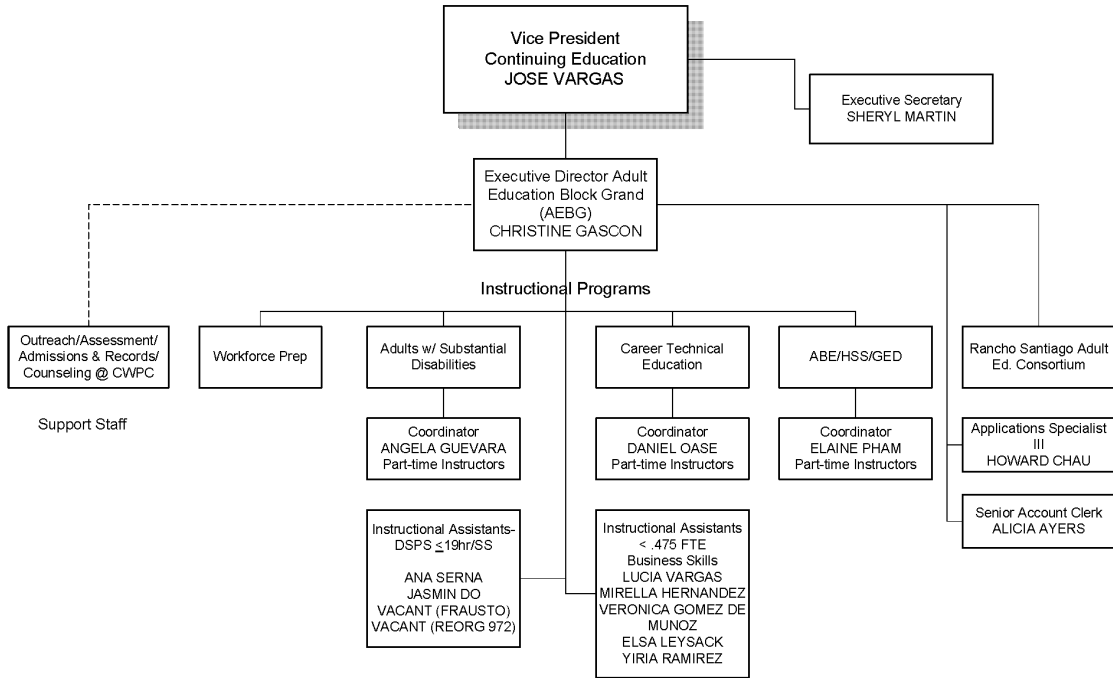 Vice President
Continuing Education
JOSE VARGAS
Executive Secretary
SHERYL MARTIN
Executive Director Adult
Education Block Grand
(AEBG)
CHRISTINE GASCON
Instructional Programs
Outreach/Assessment/
Admissions & Records/
Counseling @ CWPC
Workforce Prep
Adults w/ Substantial
Disabilities
Career Technical
Education
ABE/HSS/GED
Rancho Santiago Adult
Ed. Consortium
Support Staff
Coordinator
ANGELA GUEVARA
Part-time Instructors
Coordinator
DANIEL OASE
Part-time Instructors
Coordinator
ELAINE PHAM
Part-time Instructors
Applications Specialist
III
HOWARD CHAU
Senior Account Clerk
ALICIA AYERS
Instructional Assistants-
DSPS <19hr/SS
ANA SERNA
JASMIN DO
VACANT (FRAUSTO)
VACANT (REORG 972)
Instructional Assistants
< .475 FTE
Business Skills
LUCIA VARGAS
MIRELLA HERNANDEZ
VERONICA GOMEZ DE
MUNOZ
ELSA LEYSACK
YIRIA RAMIREZ